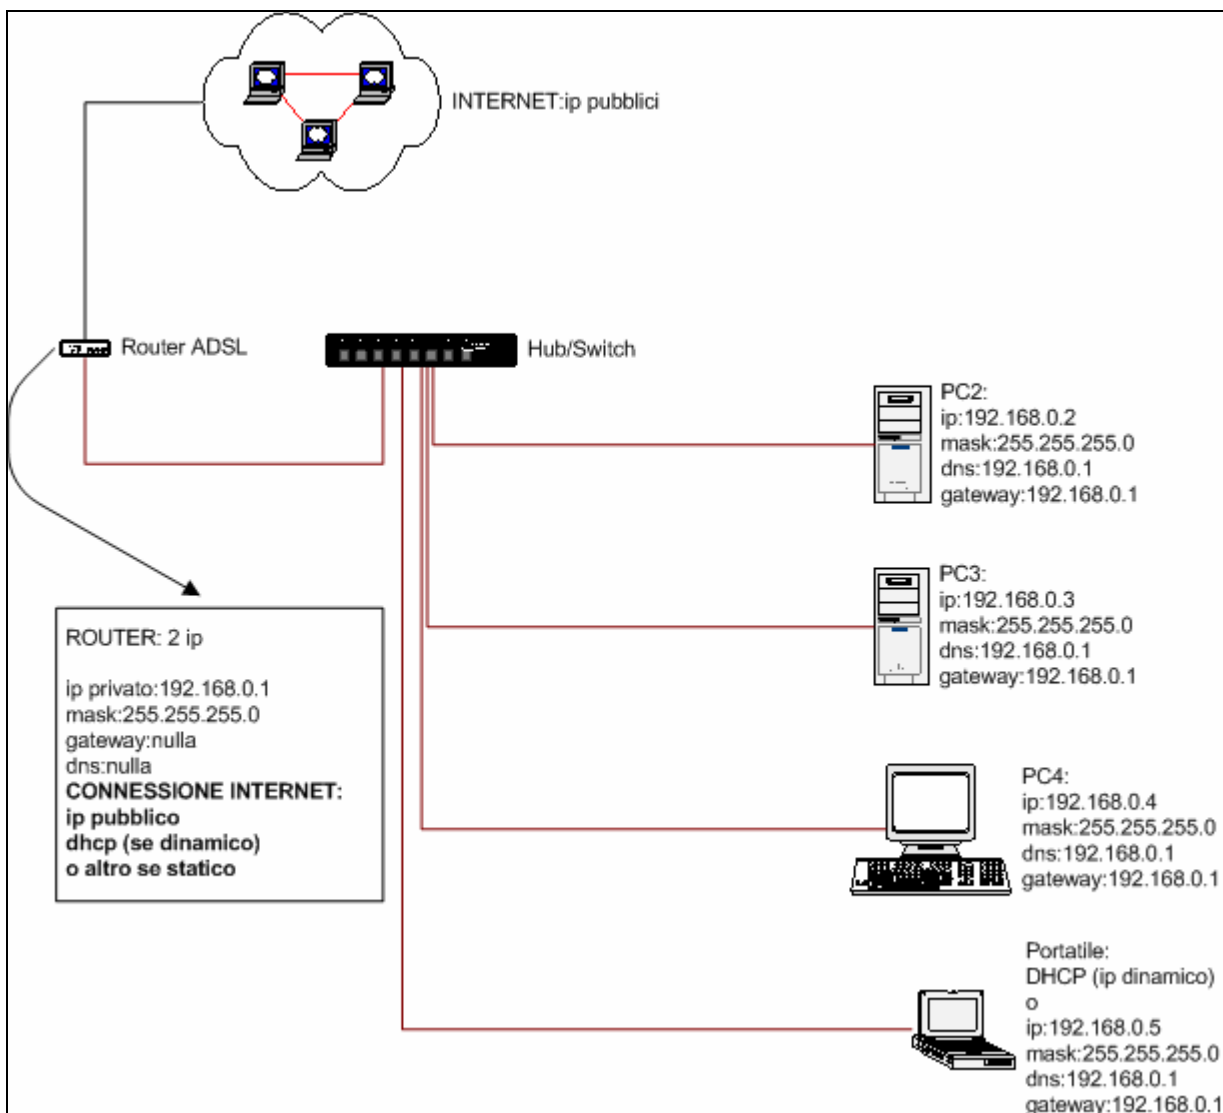 INTERNET:ip pubblici
Router ADSL
Hub/Switch
PC2:
ip:192.168.0.2
mask:255.255.255.0
dns:192.168.0.1
gateway:192.168.0.1
PC3:
ip:192.168.0.3
mask:255.255.255.0
dns:192.168.0.1
gateway:192.168.0.1
ROUTER: 2 ip
ip privato:192.168.0.1
mask:255.255.255.0
gateway:nulla
dns:nulla
CONNESSIONE INTERNET:
ip pubblico
dhcp (se dinamico)
o altro se statico
PC4:
ip:192.168.0.4
mask:255.255.255.0
dns:192.168.0.1
gateway:192.168.0.1
Portatile:
DHCP (ip dinamico)
o
ip:192.168.0.5
mask:255.255.255.0
dns:192.168.0.1
gateway:192.168.0.1